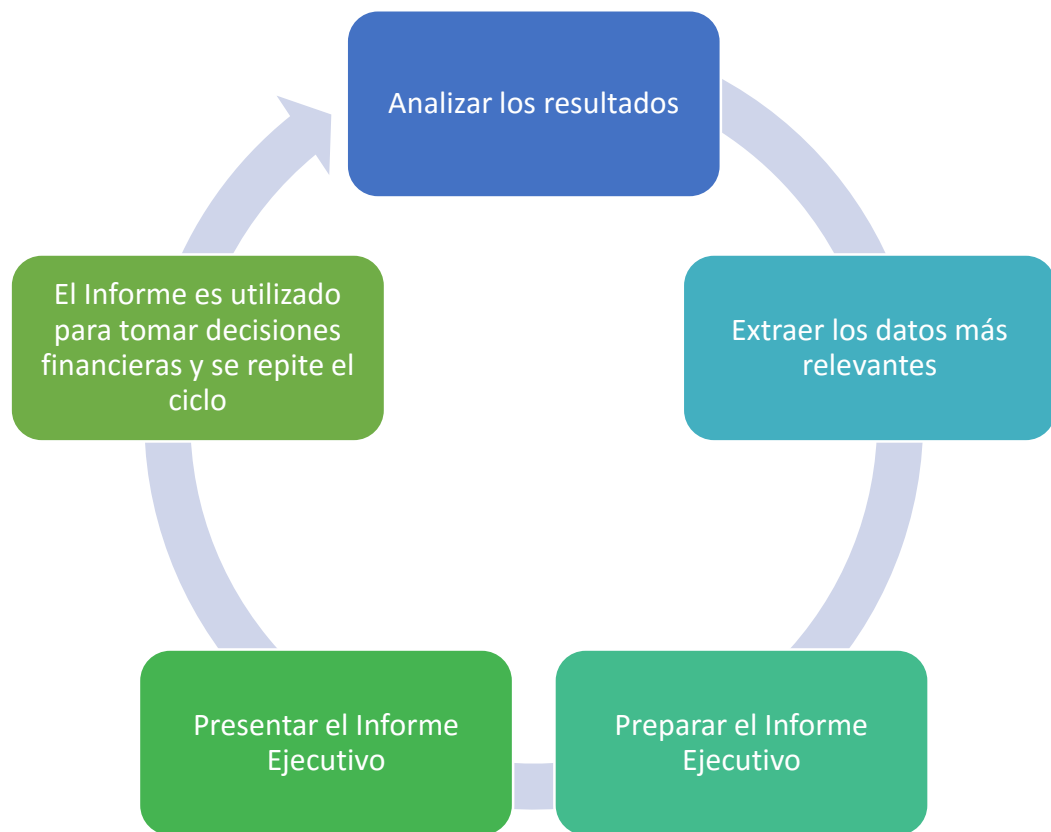 Analizar los resultados
Extraer los datos más
relevantes
Preparar el Informe
Ejecutivo
Presentar el Informe
Ejecutivo
El Informe es utilizado
para tomar decisiones
financieras y se repite el
ciclo